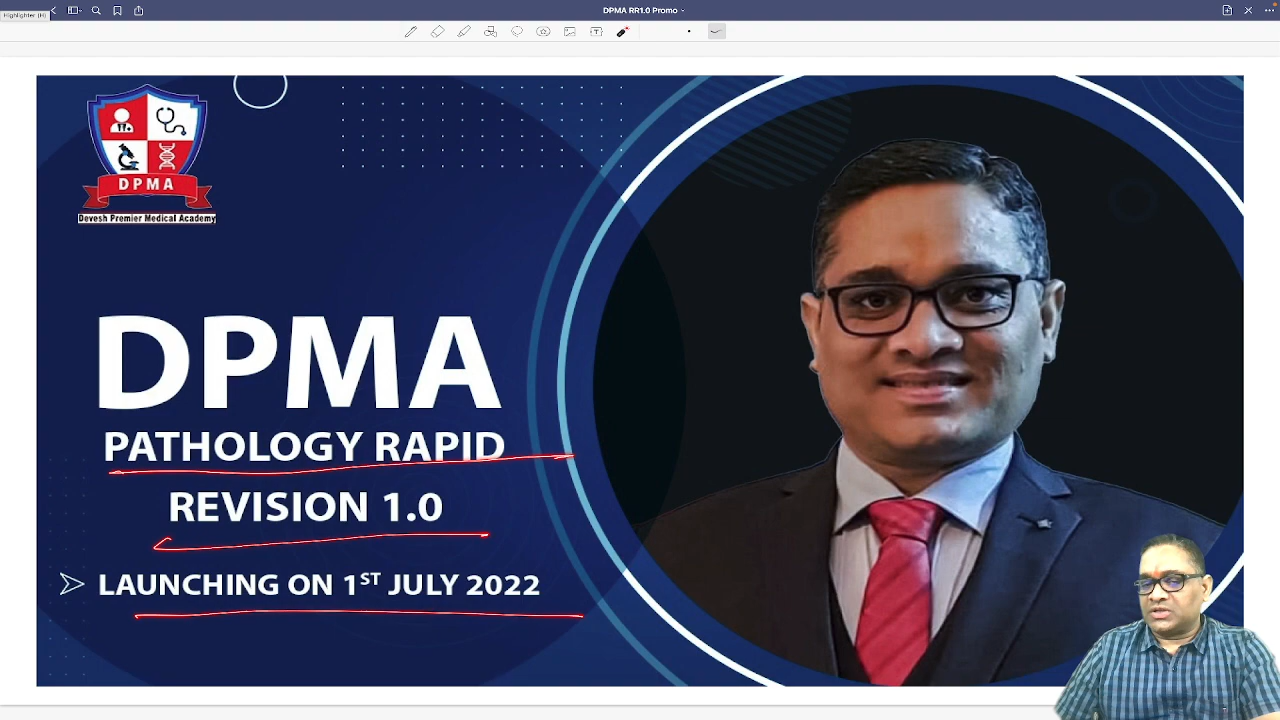 DPMA RR1.0 Promo
Highlighter (H)
DPMA
Devesh Premier Medical Academy
DPMA
PATHOLOGY RAPID
REVISION 1.0
LAUNCHING ON 1ST JULY 2022